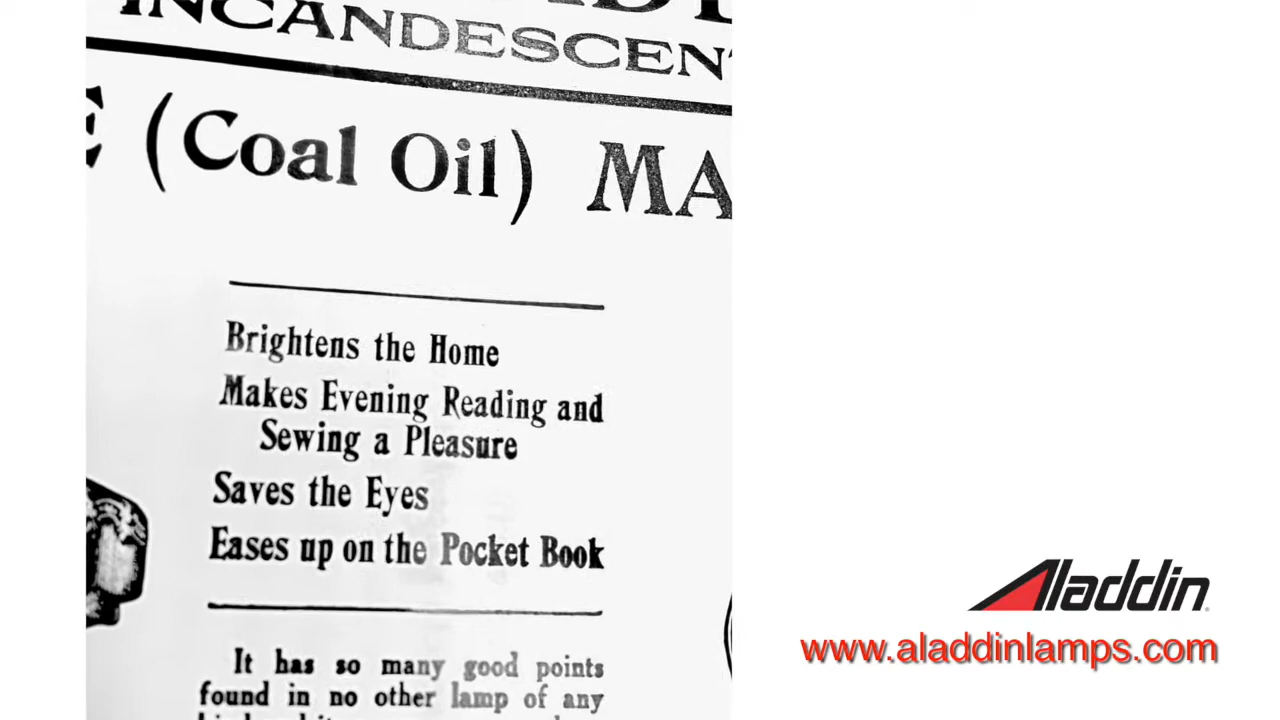 INCANDESCENT
(Coal Oil) MA
Brightens the Home
Makes Evening Reading and
Sewing a Pleasure
Saves the Eyes
Eases up on the Pocket Book
It has so many good points
found in no other lamp of any
Aladdin
www.aladdinlamps.com